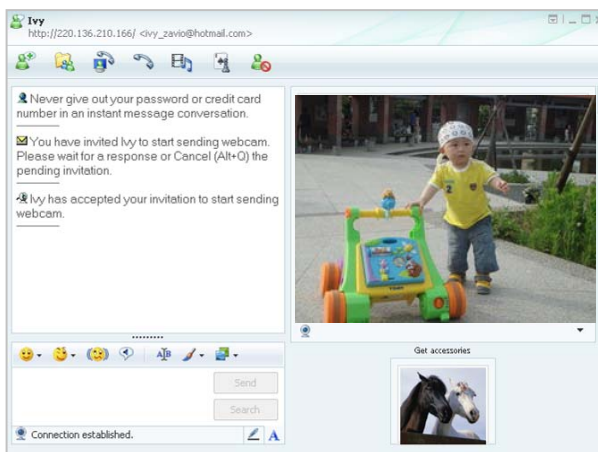 Ivy
http://220.136.210.166/ <ivy_zavio@hotmail.com>
Never give out your password or credit card
number in an instant message conversation.
You have invited Ivy to start sending webcam.
Please wait for a response or Cancel (Alt+Q) the
pending invitation.
Ivy has accepted your invitation to start sending
webcam.
2
Get accessories
Send
Search
Connection established.